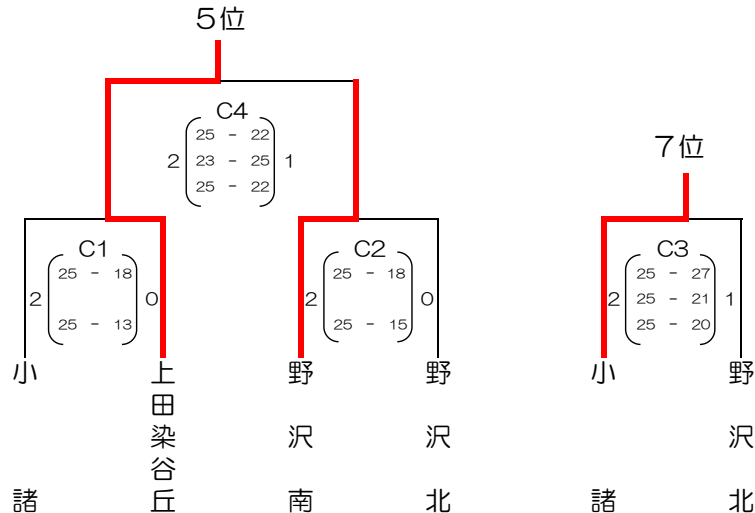 5位
C4
2 25 - 22 1
23 - 25
25 - 22
7位
C1
2 25 - 18 0
25 - 13
C2
2 25 - 18 0
25 - 15
C3
2 25 - 27 1
25 - 21
25 - 20
小諸
上田染谷丘
野沢南
野沢北
小諸
野沢北